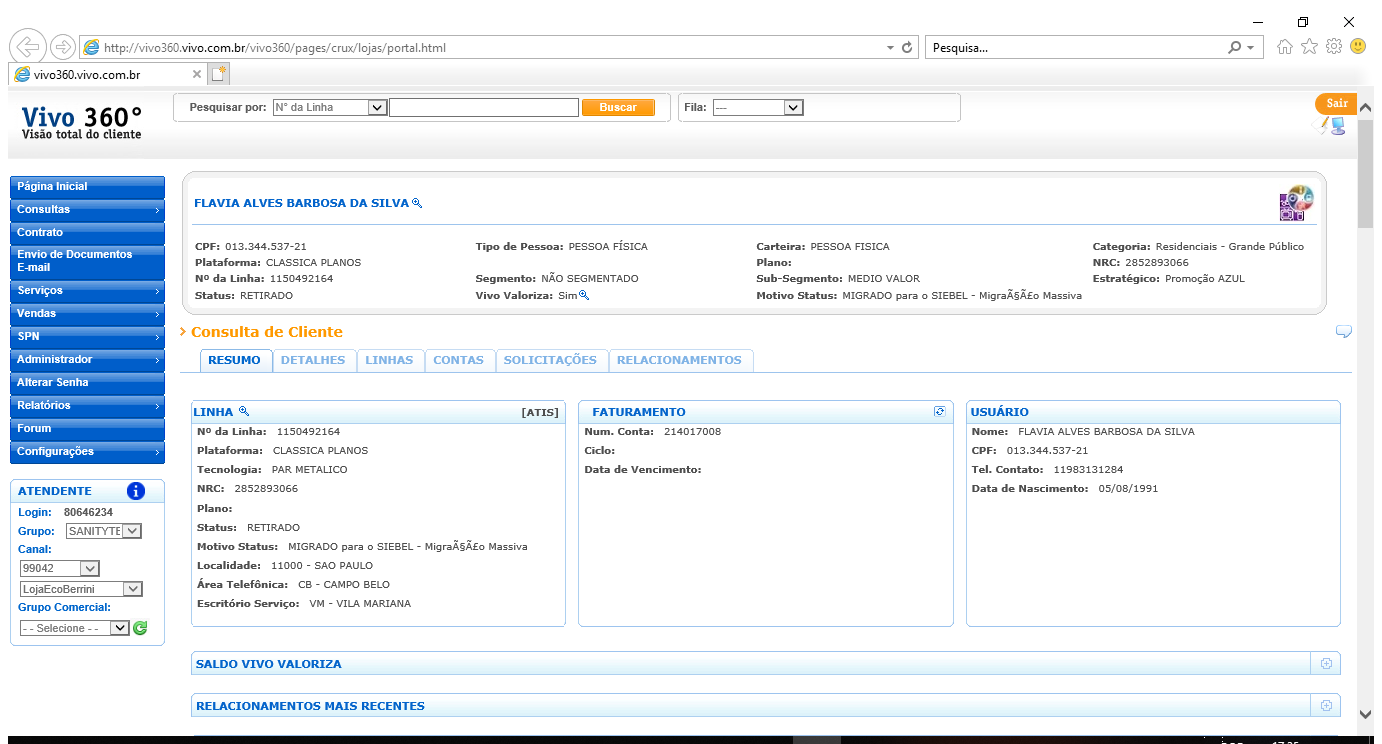 http://vivo360.vivo.com.br/vivo360/pages/crux/lojas/portal.html
Pesquisa...
vivo360.vivo.com.br
Vivo 360°
Visão total do cliente
Pesquisar por: N° da Linha Buscar
Fila: ---
Sair
Página Inicial
Consultas
Contrato
Envio de Documentos
E-mail
Serviços
Vendas
SPN
Administrador
Alterar Senha
Relatórios
Forum
Configurações
ATENDENTE
Login: 80646234
Grupo: SANITYTE
Canal:
99042
LojaEcoBerrini
Grupo Comercial:
- - Selecione - -
FLAVIA ALVES BARBOSA DA SILVA
CPF: 013.344.537-21 Tipo de Pessoa: PESSOA FÍSICA Carteira: PESSOA FISICA Categoria: Residenciais - Grande Público
Plataforma: CLASSICA PLANOS Plano: NRC: 2852893066
Nº da Linha: 1150492164 Segmento: NÃO SEGMENTADO Sub-Segmento: MEDIO VALOR Estratégico: Promoção AZUL
Status: RETIRADO Vivo Valoriza: Sim Motivo Status: MIGRADO para o SIEBEL - MigraÃ§Ã£o Massiva
Consulta de Cliente
RESUMO DETALHES LINHAS CONTAS SOLICITAÇÕES RELACIONAMENTOS
LINHA [ATIS]
Nº da Linha: 1150492164
Plataforma: CLASSICA PLANOS
Tecnologia: PAR METALICO
NRC: 2852893066
Plano:
Status: RETIRADO
Motivo Status: MIGRADO para o SIEBEL - MigraÃ§Ã£o Massiva
Localidade: 11000 - SAO PAULO
Área Telefônica: CB - CAMPO BELO
Escritório Serviço: VM - VILA MARIANA
FATURAMENTO
Num. Conta: 214017008
Ciclo:
Data de Vencimento:
USUÁRIO
Nome: FLAVIA ALVES BARBOSA DA SILVA
CPF: 013.344.537-21
Tel. Contato: 11983131284
Data de Nascimento: 05/08/1991
SALDO VIVO VALORIZA
RELACIONAMENTOS MAIS RECENTES